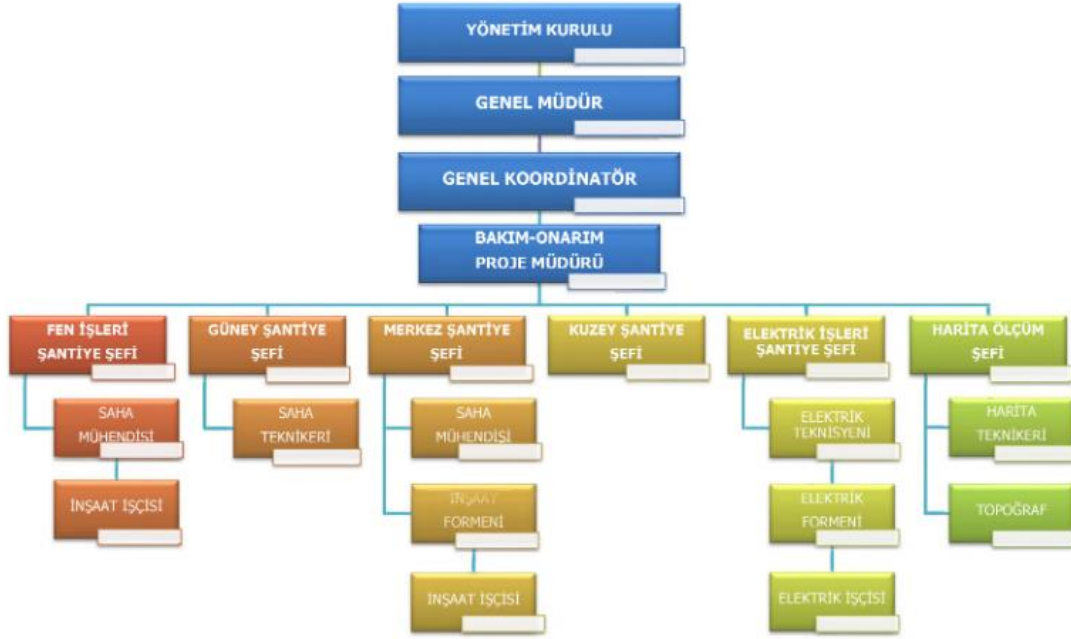 YÖNETİM KURULU
GENEL MÜDÜR
GENEL KOORDİNATÖR
BAKIM-ONARIM
PROJE MÜDÜRÜ
FEN İŞLERİ
ŞANTİYE ŞEFİ
GÜNEY ŞANTİYE
ŞEFİ
MERKEZ ŞANTİYE
ŞEFİ
KUZEY ŞANTİYE
ŞEFİ
ELEKTRİK İŞLERİ
ŞANTİYE ŞEFİ
HARİTA ÖLÇÜM
ŞEFİ
SAHA
MÜHENDİSİ
SAHA
TEKNİKERİ
SAHA
MÜHENDİSİ
ELEKTRİK
TEKNİSYENİ
HARİTA
TEKNİKERİ
İNŞAAT İŞÇİSİ
İNŞAAT
FORMENİ
ELEKTRİK
FORMENİ
TOPOĞRAF
İNŞAAT İŞÇİSİ
ELEKTRİK İŞÇİSİ